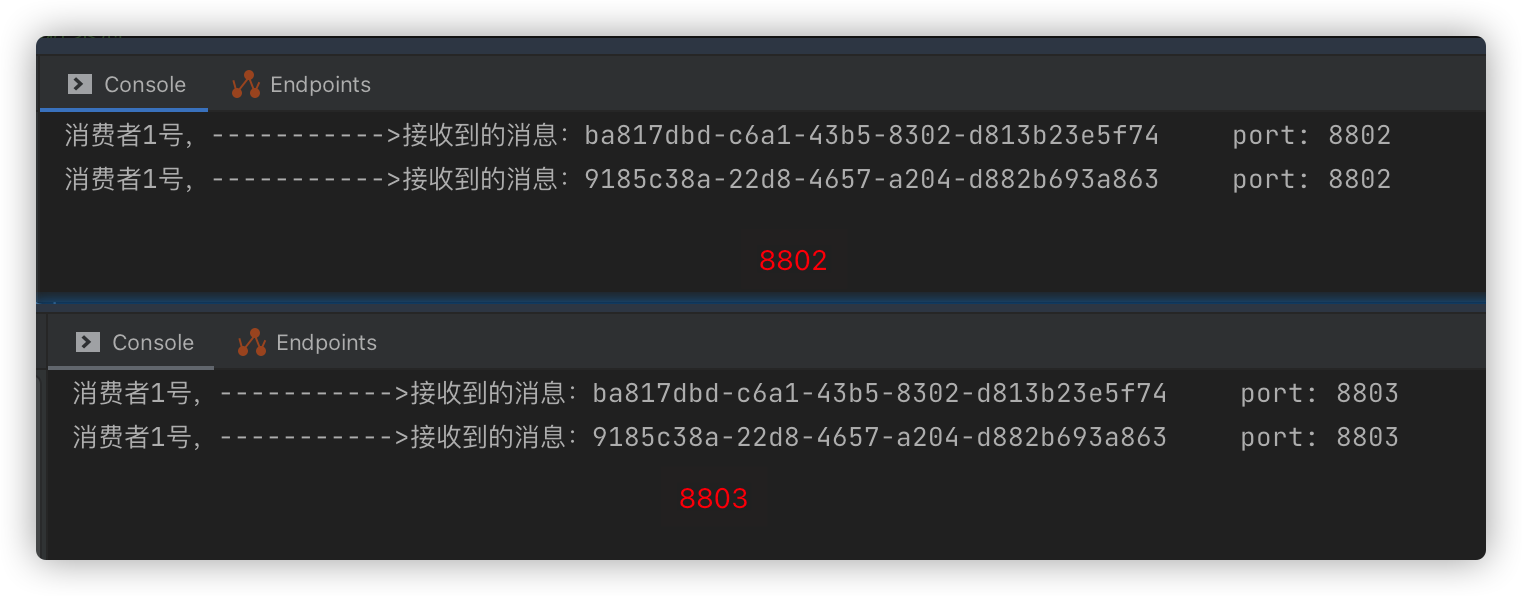 Console Endpoints
消费者1号，----------->接收到的消息：ba817dbd-c6a1-43b5-8302-d813b23e5f74 port: 8802
消费者1号，----------->接收到的消息：9185c38a-22d8-4657-a204-d882b693a863 port: 8802
8802
Console Endpoints
消费者1号，----------->接收到的消息：ba817dbd-c6a1-43b5-8302-d813b23e5f74 port: 8803
消费者1号，----------->接收到的消息：9185c38a-22d8-4657-a204-d882b693a863 port: 8803
8803